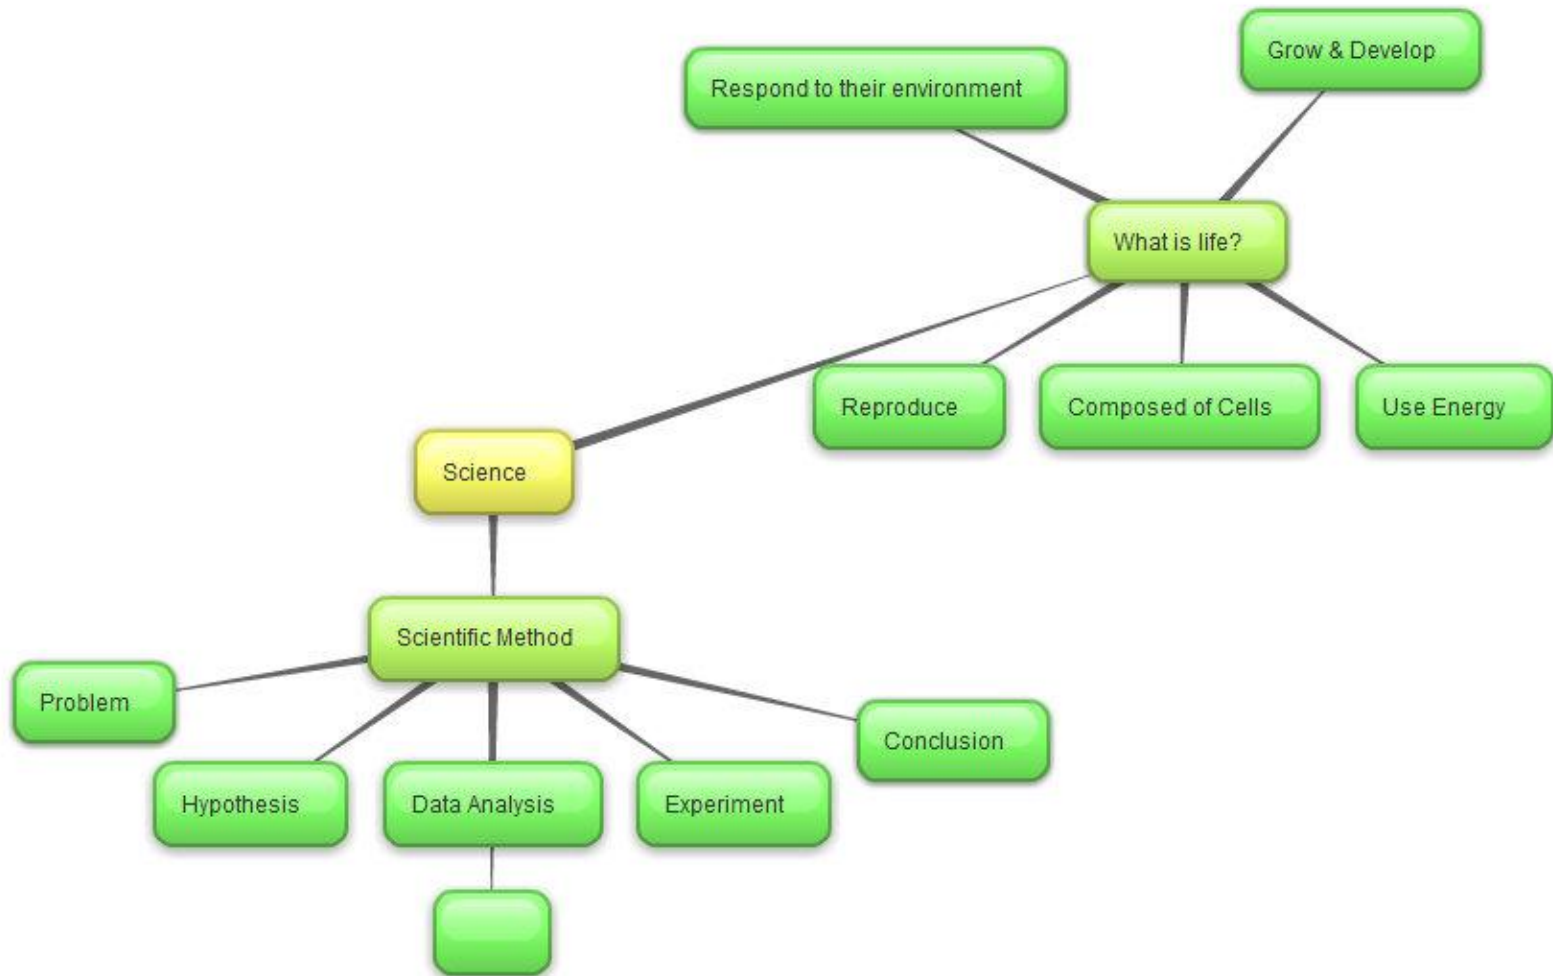 Grow & Develop
Respond to their environment
What is life?
Reproduce
Composed of Cells
Use Energy
Science
Scientific Method
Problem
Conclusion
Hypothesis
Data Analysis
Experiment